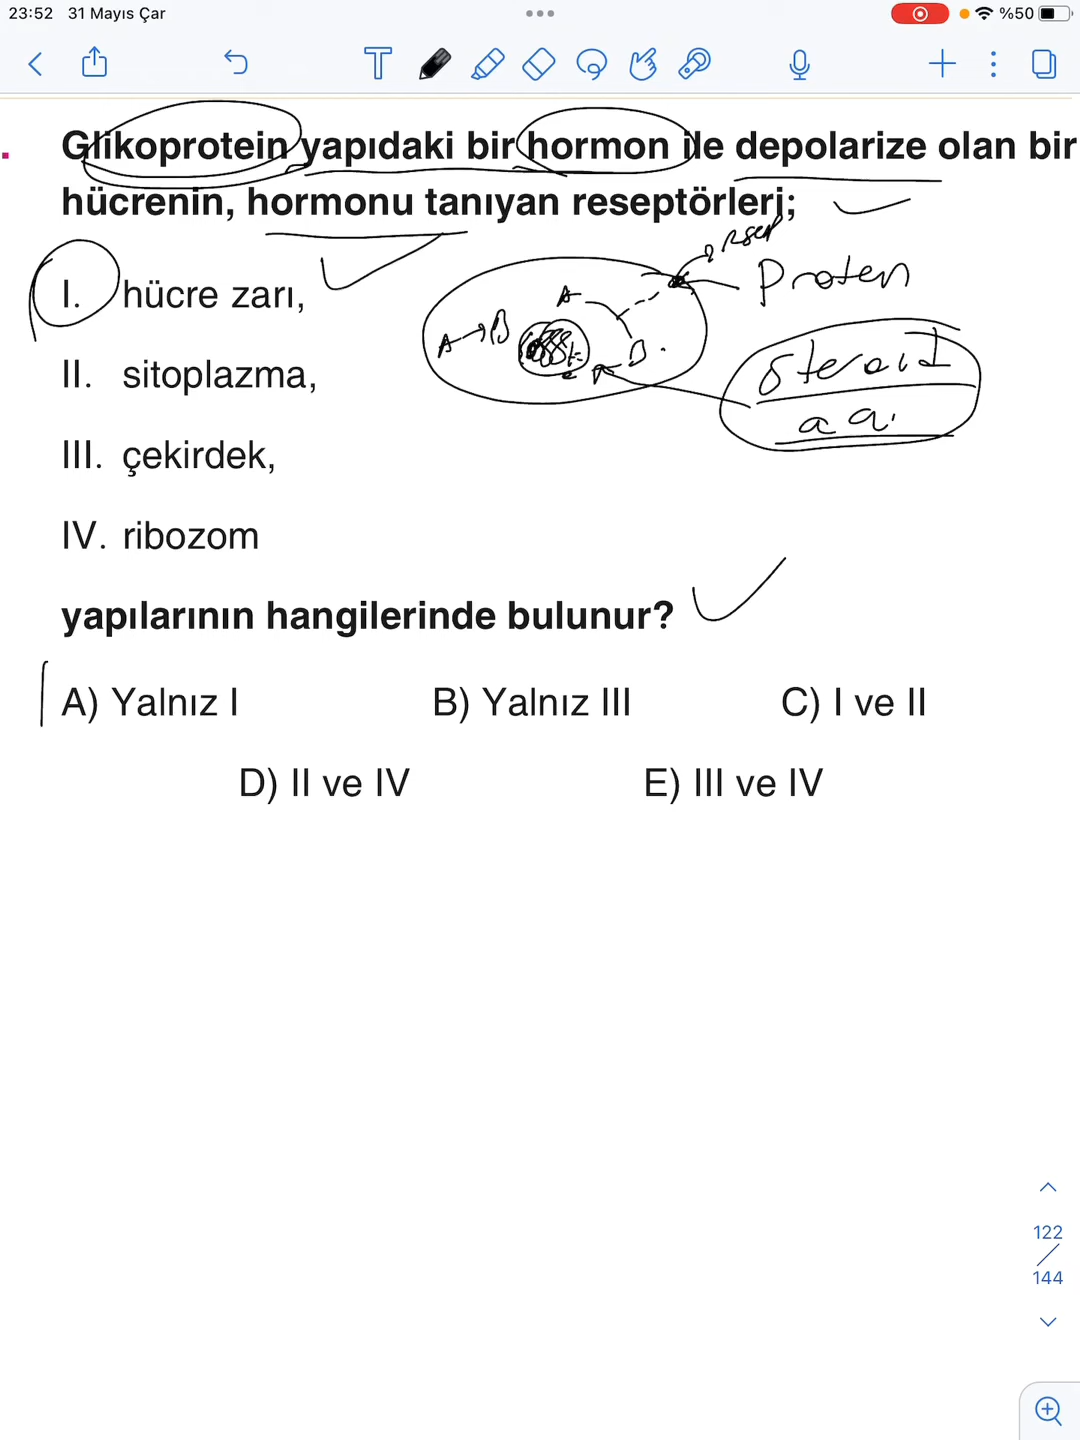 23:52 31 Mayıs Çar %50
T
Glikoprotein yapıdaki bir hormon ile depolarize olan bir
hücrenin, hormonu tanıyan reseptörleri;
I. hücre zarı,
Proten
A → B
A
B
II. sitoplazma,
steroid
a a.
III. çekirdek,
IV. ribozom
yapılarının hangilerinde bulunur?
A) Yalnız I B) Yalnız III C) I ve II
D) II ve IV E) III ve IV
122
144